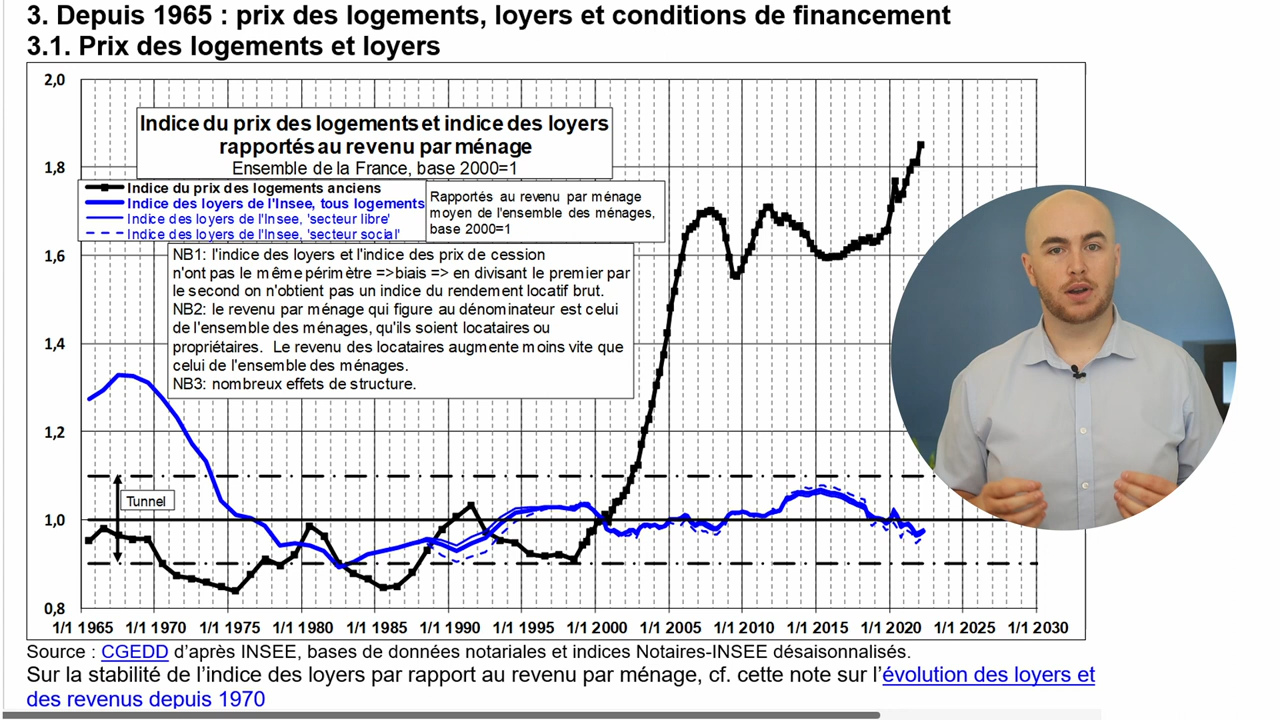 3. Depuis 1965 : prix des logements, loyers et conditions de financement
3.1. Prix des logements et loyers
2,0
1,8
1,6
1,4
1,2
1,0
0,8
Indice du prix des logements et indice des loyers
rapportés au revenu par ménage
Ensemble de la France, base 2000=1
Indice du prix des logements anciens
Indice des loyers de l'Insee, tous logements
Indice des loyers de l'Insee, 'secteur libre'
Indice des loyers de l'Insee, 'secteur social'
Rapportés au revenu par ménage
moyen de l'ensemble des ménages,
base 2000=1
NB1: l'indice des loyers et l'indice des prix de cession
n'ont pas le même périmètre =>biais => en divisant le premier par
le second on n'obtient pas un indice du rendement locatif brut.
NB2: le revenu par ménage qui figure au dénominateur est celui
de l'ensemble des ménages, qu'ils soient locataires ou
propriétaires. Le revenu des locataires augmente moins vite que
celui de l'ensemble des ménages.
NB3: nombreux effets de structure.
Tunnel
1/1 1965 1/1 1970 1/1 1975 1/1 1980 1/1 1985 1/1 1990 1/1 1995 1/1 2000 1/1 2005 1/1 2010 1/1 2015 1/1 2020 1/1 2025 1/1 2030
Source : CGEDD d’après INSEE, bases de données notariales et indices Notaires-INSEE désaisonnalisés.
Sur la stabilité de l’indice des loyers par rapport au revenu par ménage, cf. cette note sur l’évolution des loyers et
des revenus depuis 1970